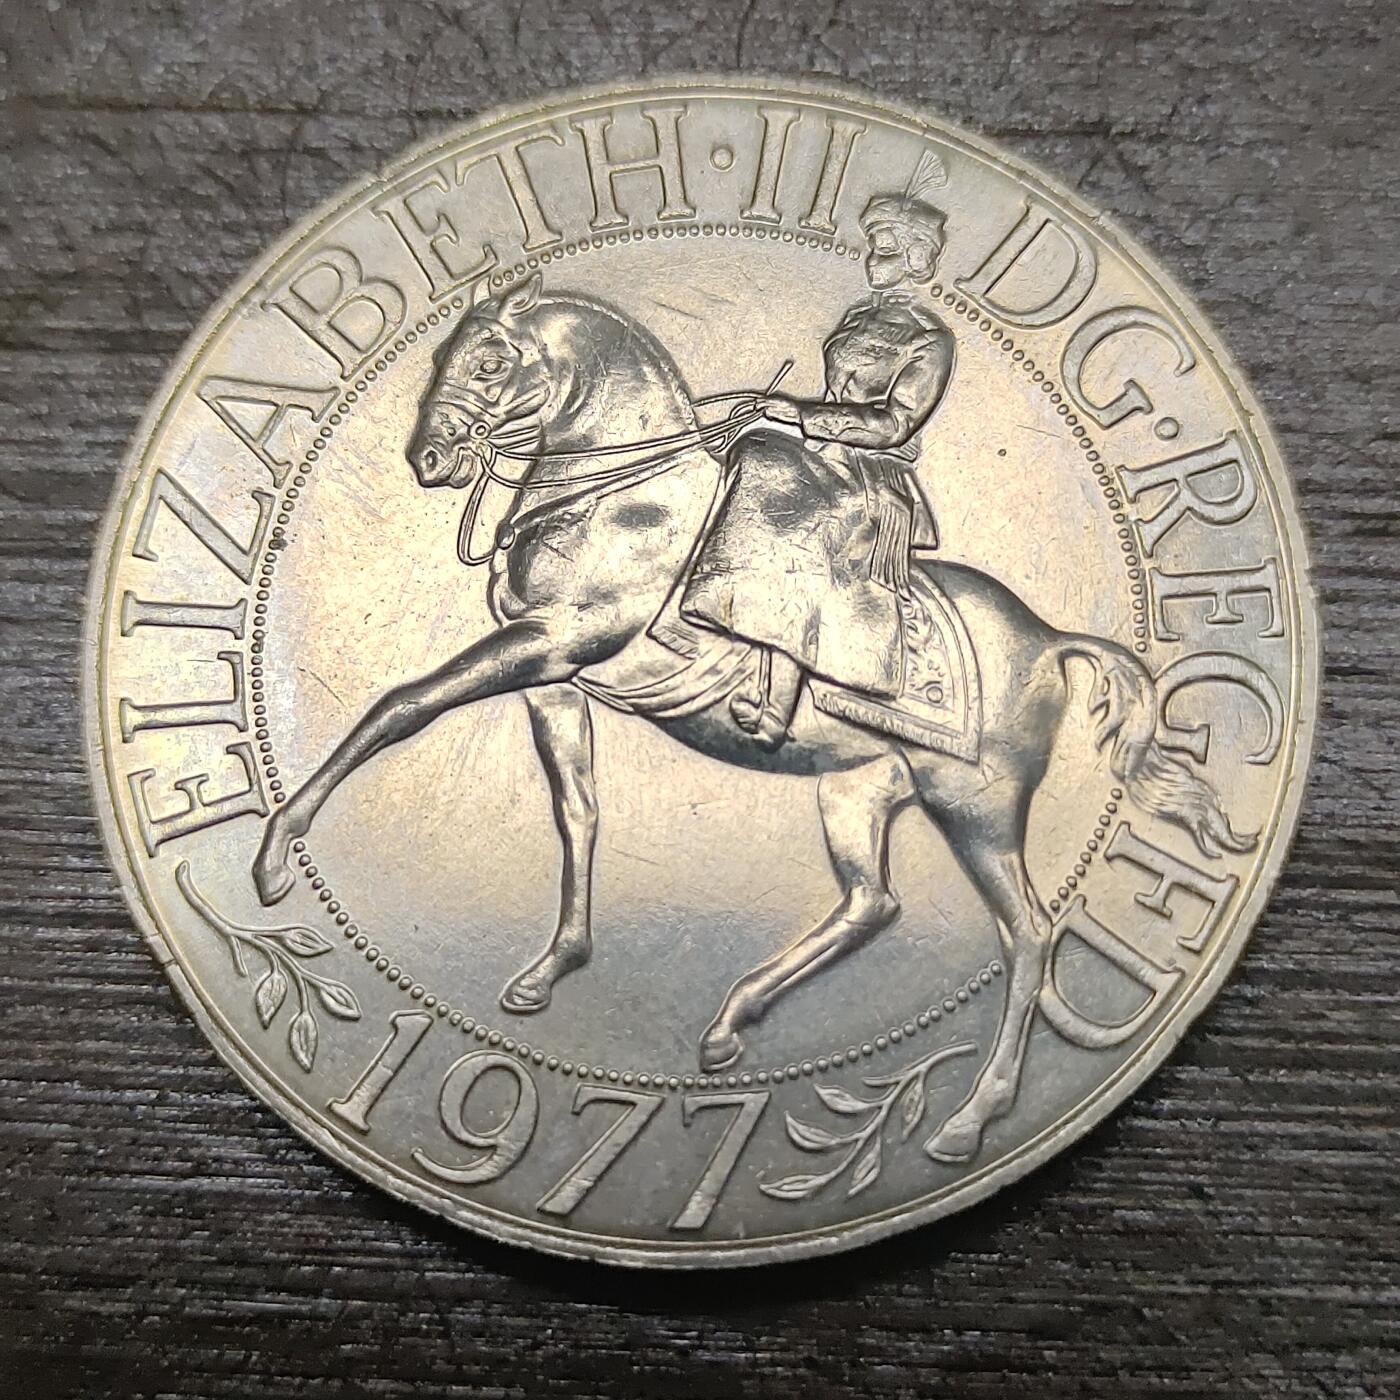 ELIZABETH·II DG·REG FD
1977